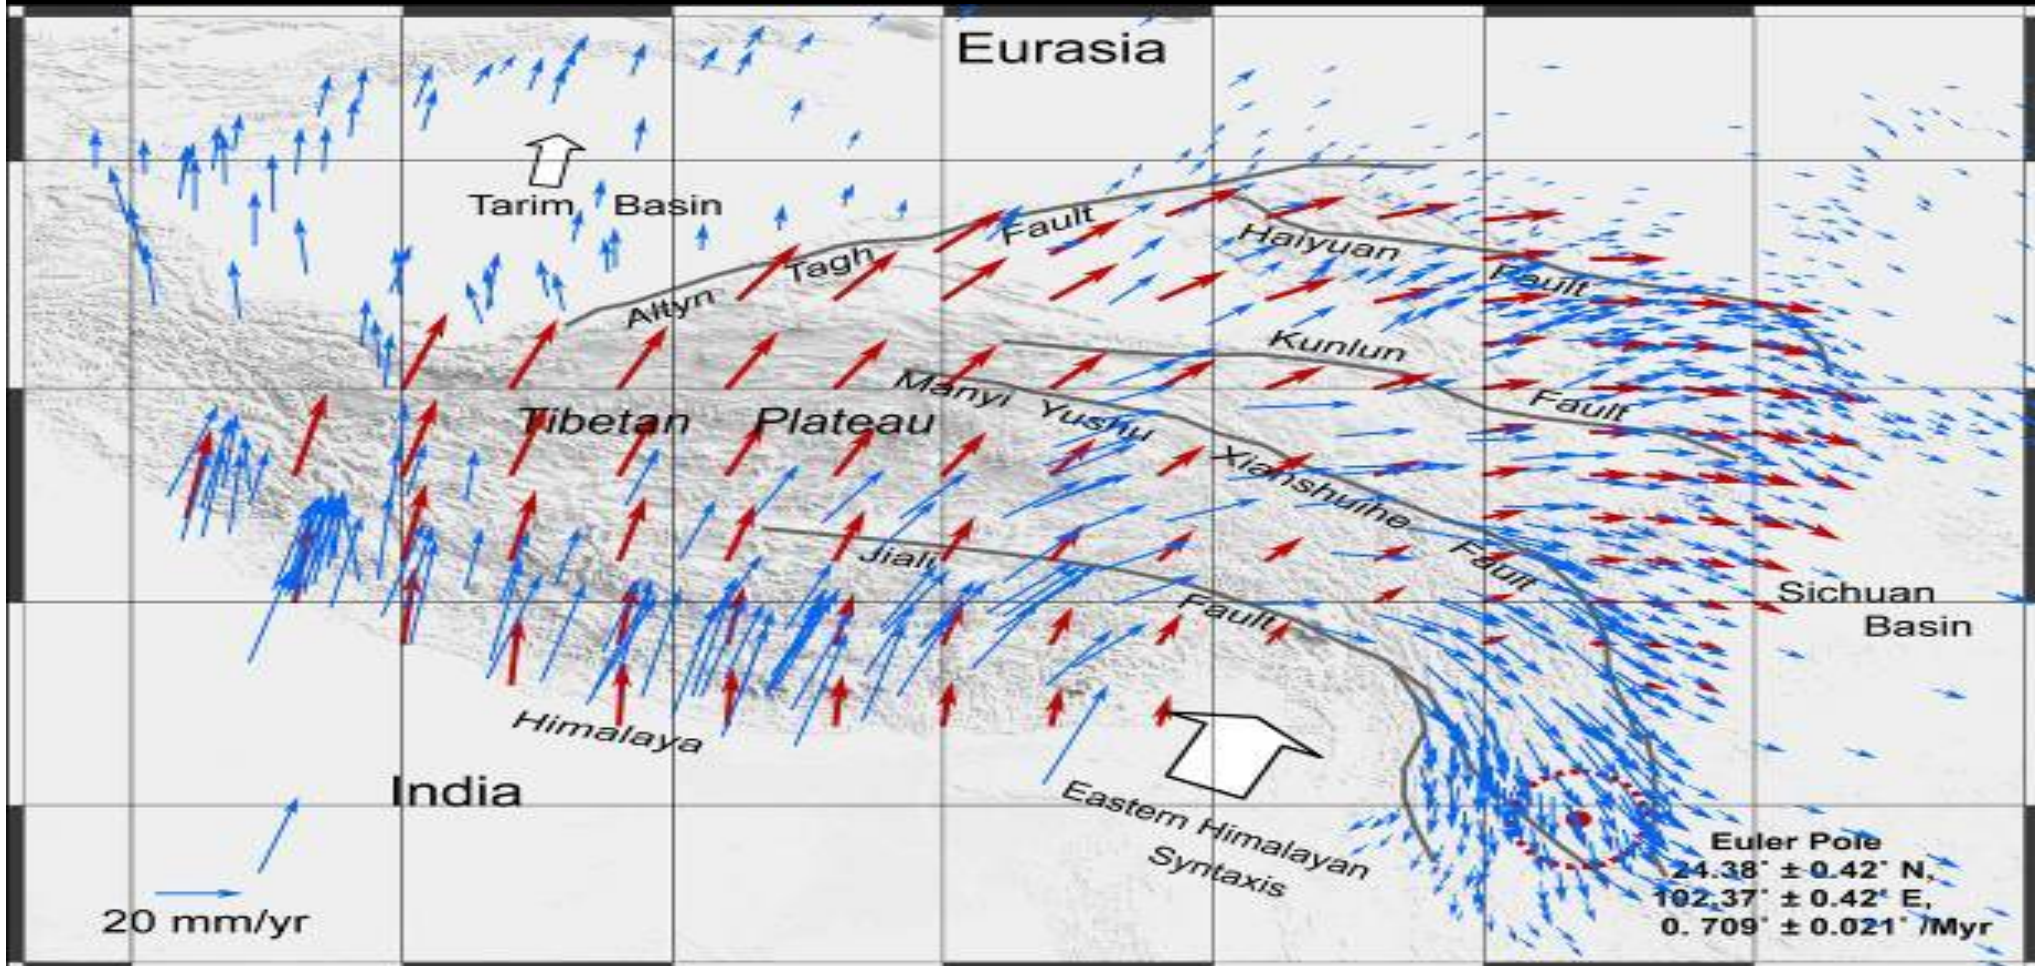 Eurasia
Tarim Basin
Altyn Tagh Fault
Haiyuan Fault
Kunlun Fault
Manyi Yushu Xianshuihe Fault
Tibetan Plateau
Jiali Fault
Sichuan
Basin
Himalaya
India
Eastern Himalayan
Syntaxis
Euler Pole
24.38° ± 0.42° N,
102.37° ± 0.42° E,
0. 709° ± 0.021° /Myr
20 mm/yr